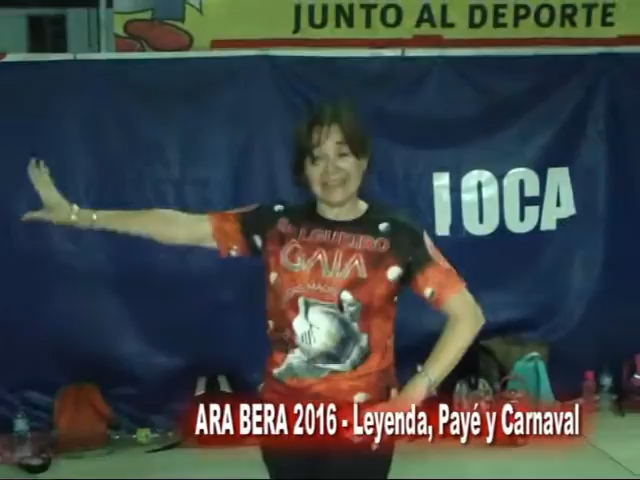 JUNTO AL DEPORTE
IOCA
GAIA
ARA BERA 2016 - Leyenda, Payé y Carnaval